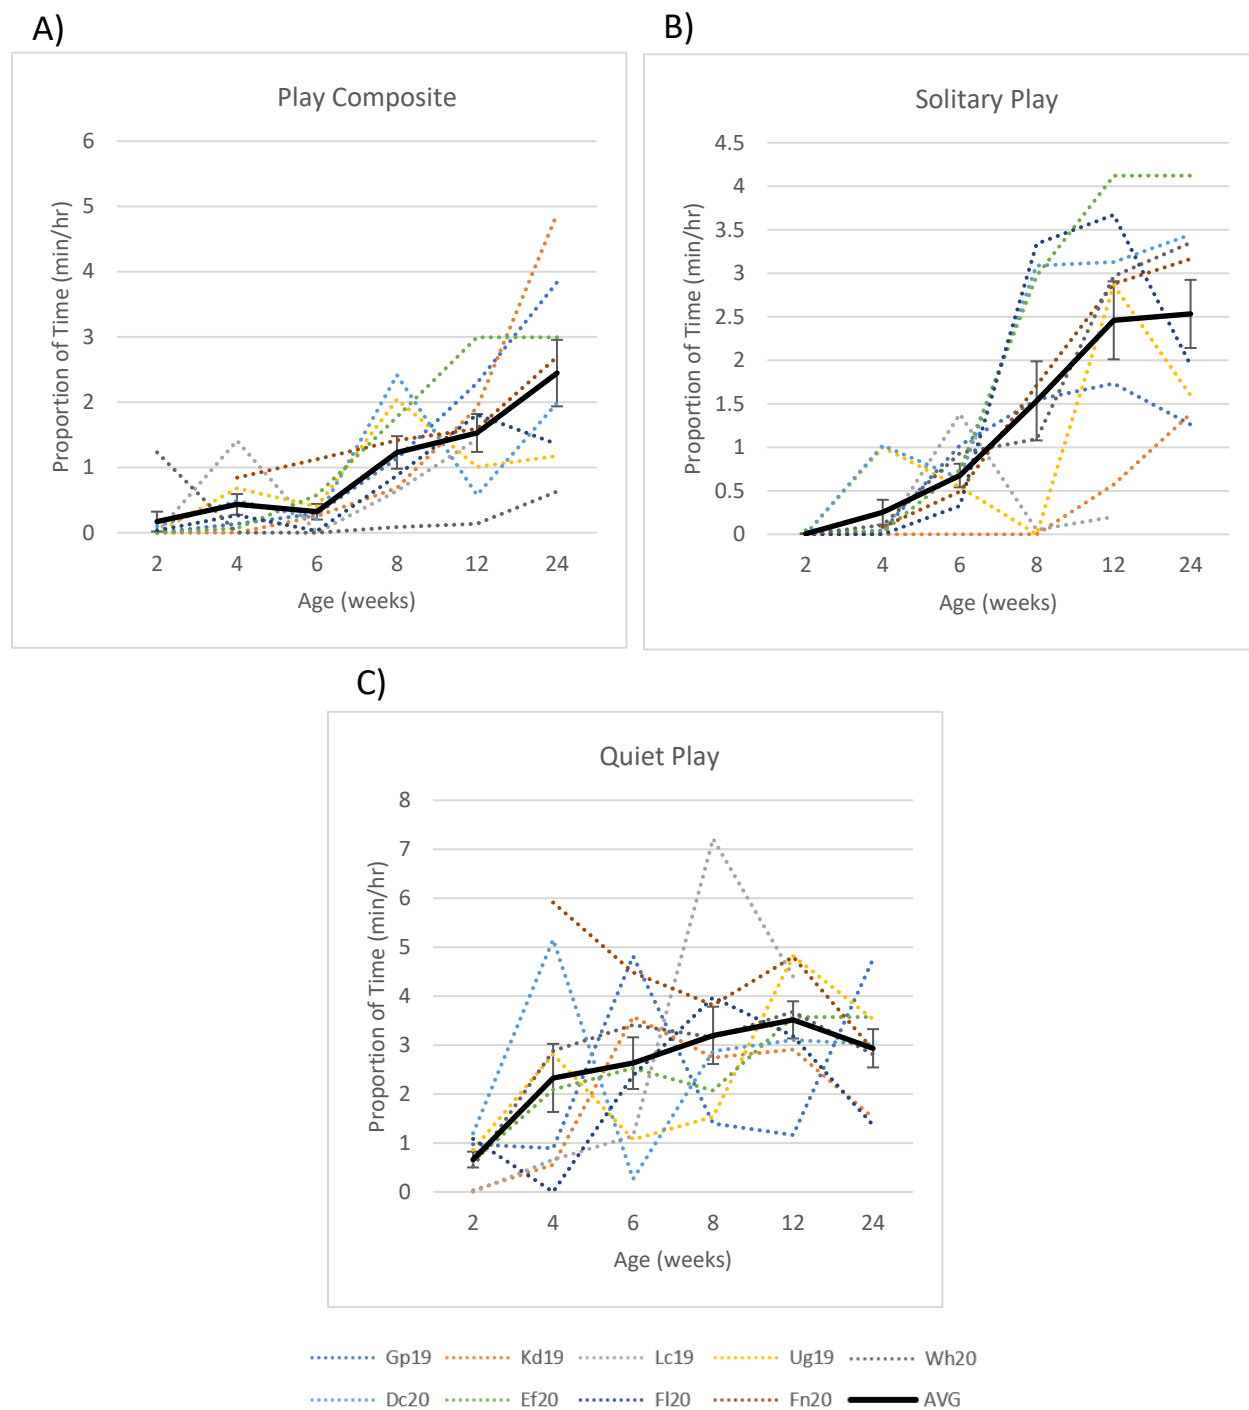 A)
Play Composite
Proportion of Time (min/hr)
6
5
4
3
2
1
0
2 4 6 8 12 24
Age (weeks)
B)
Solitary Play
Proportion of Time (min/hr)
4.5
4
3.5
3
2.5
2
1.5
1
0.5
0
2 4 6 8 12 24
Age (weeks)
C)
Quiet Play
Proportion of Time (min/hr)
8
7
6
5
4
3
2
1
0
2 4 6 8 12 24
Age (weeks)
Gp19 Kd19 Lc19 Ug19 Wh20
Dc20 Ef20 Fl20 Fn20 AVG